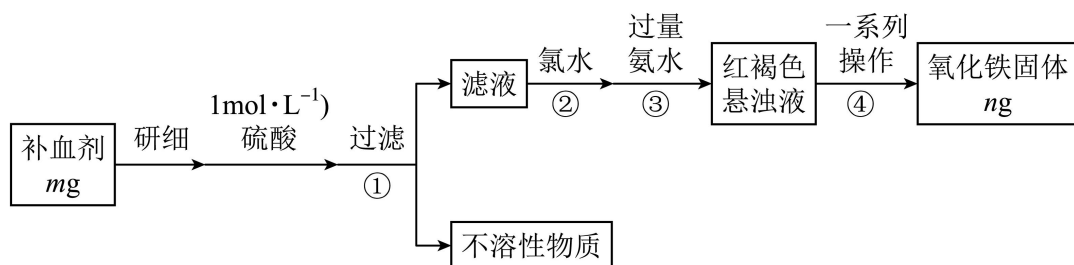 补血剂
mg
研细
1mol·L⁻¹)
硫酸
过滤
①
滤液
氯水
②
过量
氨水
③
红褐色
悬浊液
一系列
操作
④
氧化铁固体
ng
不溶性物质